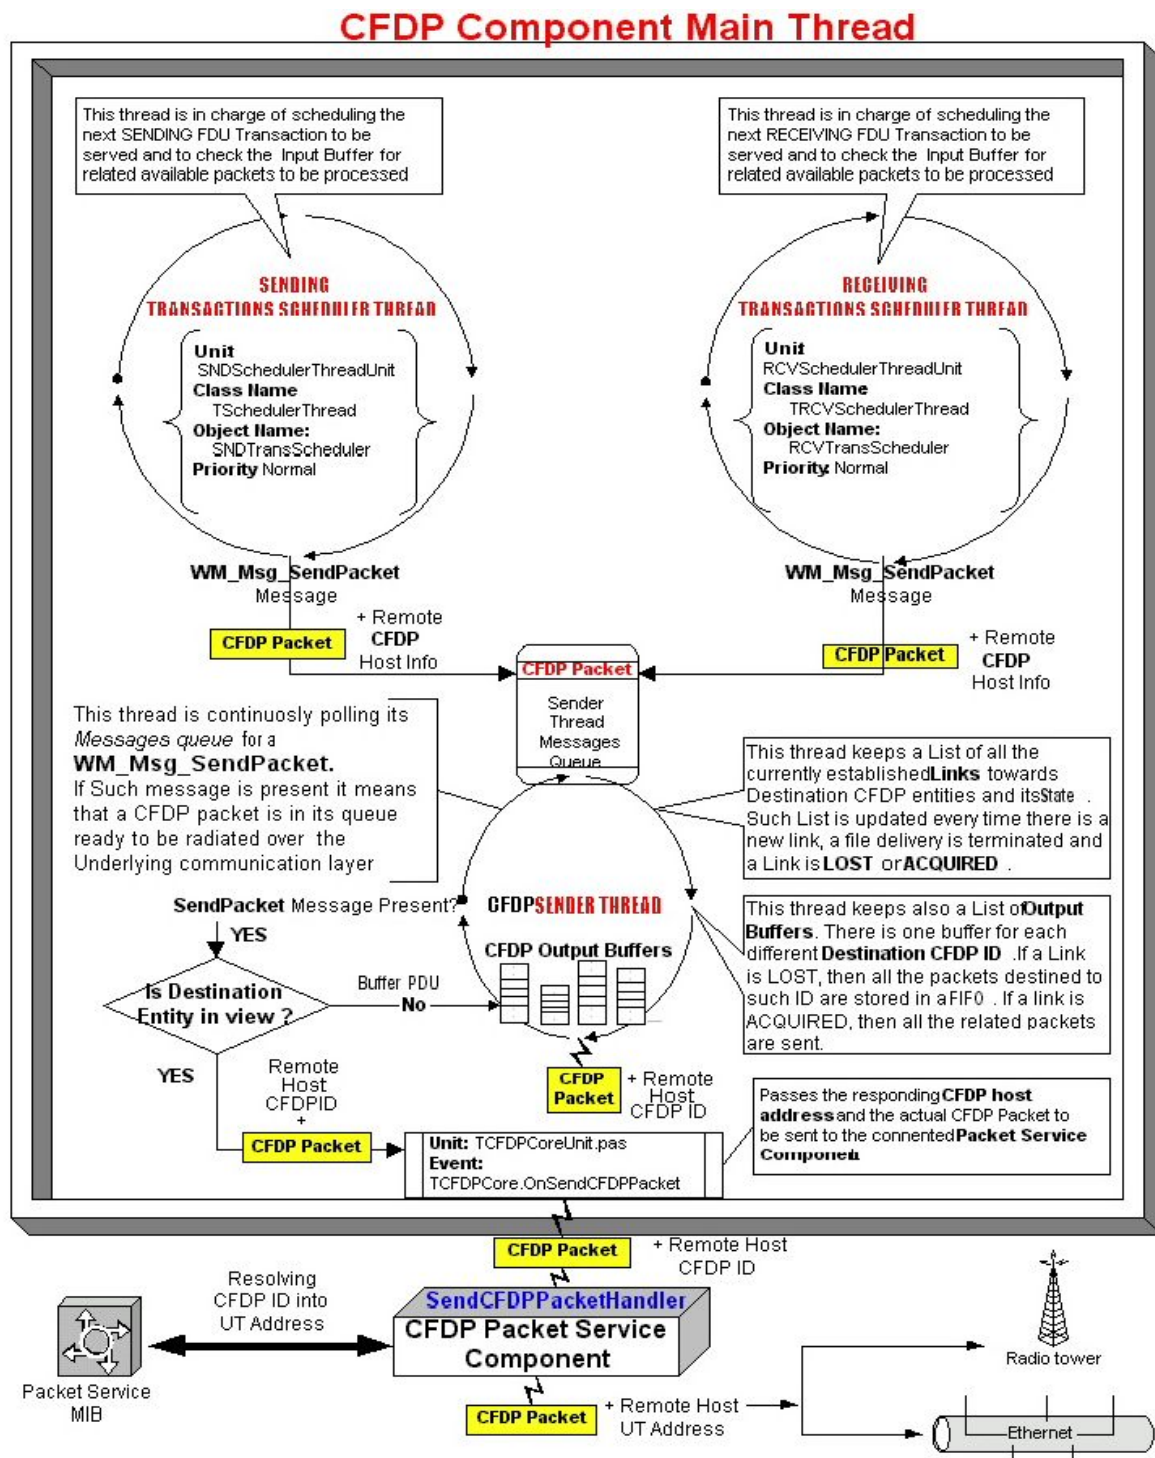 CFDP Component Main Thread
This thread is in charge of scheduling the
next SENDING FDU Transaction to be
served and to check the Input Buffer for
related available packets to be processed
This thread is in charge of scheduling the
next RECEIVING FDU Transaction to be
served and to check the Input Buffer for
related available packets to be processed
SENDING
TRANSACTIONS SCHEDULER THREAD
Unit:
SNDSchedulerThreadUnit
Class Name
TSchedulerThread
Object Name:
SNDTransScheduler
Priority Normal
RECEIVING
TRANSACTIONS SCHEDULER THREAD
Unit:
RCVSchedulerThreadUnit
Class Name
TRCVSchedulerThread
Object Name:
RCVTransScheduler
Priority: Normal
WM_Msg_SendPacket
Message
WM_Msg_SendPacket
Message
CFDP Packet
+ Remote
CFDP
Host Info
CFDP Packet
+ Remote
CFDP
Host Info
CFDP Packet
Sender
Thread
Messages
Queue
This thread is continuosly polling its
Messages queue for a
WM_Msg_SendPacket.
If Such message is present it means
that a CFDP packet is in its queue
ready to be radiated over the
Underlying communication layer
This thread keeps a List of all the
currently established Links towards
Destination CFDP entities and its State .
Such List is updated every time there is a
new link, a file delivery is terminated and
a Link is LOST or ACQUIRED .
SendPacket Message Present?
YES
CFDP SENDER THREAD
CFDP Output Buffers
This thread keeps also a List of Output
Buffers. There is one buffer for each
different Destination CFDP ID .If a Link
is LOST, then all the packets destined to
such ID are stored in a FIFO . If a link is
ACQUIRED, then all the related packets
are sent.
Is Destination
Entity in view ?
Buffer PDU
No
YES
Remote
Host
CFDPID
+
CFDP Packet
CFDP
Packet
+ Remote
Host
CFDP ID
Unit: TCFDPCoreUnit.pas
Event:
TCFDPCore.OnSendCFDPPacket
Passes the responding CFDP host
address and the actual CFDP Packet to
be sent to the connented Packet Service
Component.
CFDP Packet
+ Remote Host
CFDP ID
Resolving
CFDP ID into
UT Address
SendCFDPPacketHandler
CFDP Packet Service
Component
Packet Service
MIB
CFDP Packet
+ Remote Host
UT Address
Radio tower
Ethernet